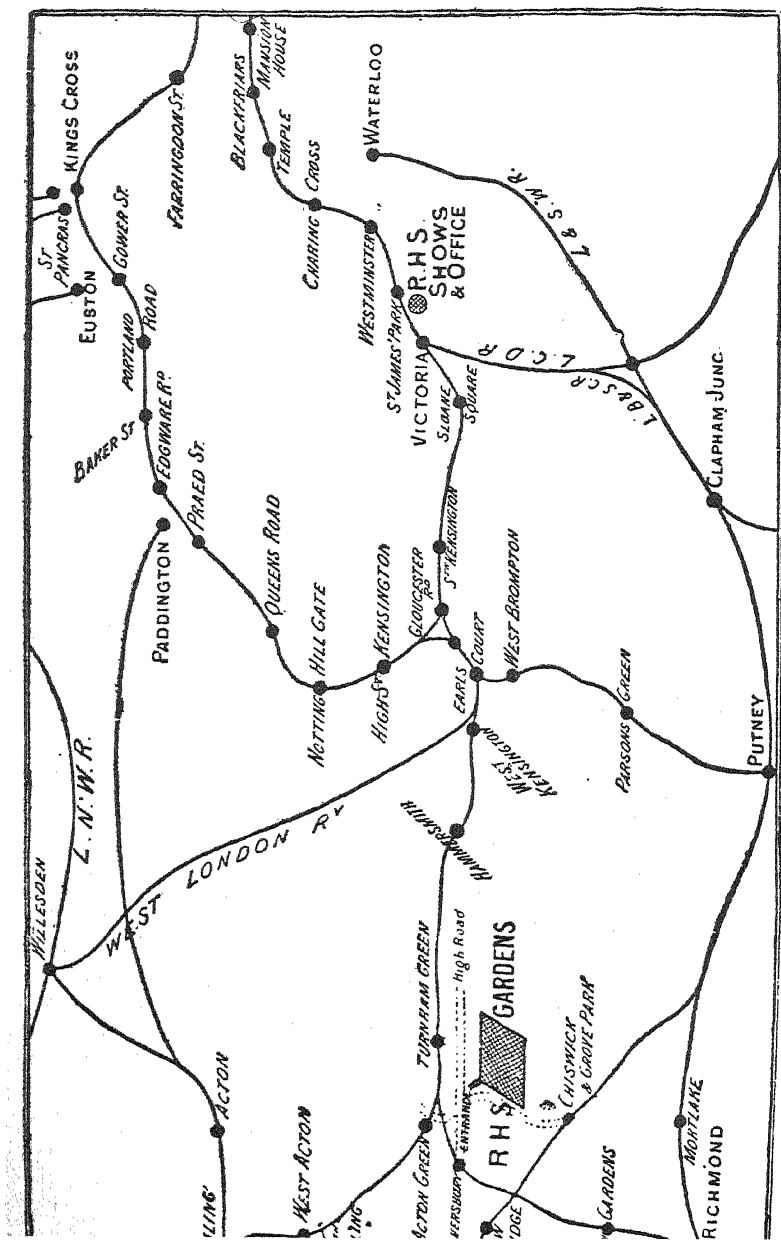 KINGS CROSS
ST
PANCRAS
EUSTON
GOWER ST.
FARRINGDON ST.
PORTLAND
ROAD
BAKER ST
EDGWARE RD.
PRAED ST.
PADDINGTON
QUEENS ROAD
NOTTING HILL GATE
HIGH ST KENSINGTON
BLACKFRIARS
MANSION
HOUSE
TEMPLE
CHARING CROSS
WESTMINSTER
WATERLOO
R.H.S.
SHOWS
& OFFICE
ST JAMES' PARK
VICTORIA
SLOANE
SQUARE
STH KENSINGTON
GLOUCESTER
RD
EARLS
COURT
WEST BROMPTON
PARSONS GREEN
WEST
KENSINGTON
HAMMERSMITH
L & S.W.R.
L.C.D.R.
L.B&S.C.R
CLAPHAM JUNC.
PUTNEY
WILLESDEN
L.N.W.R.
WEST LONDON RY
ACTON
LING
WEST ACTON
TURNHAM GREEN
High Road
ACTON GREEN
ENTRANCE
RHS GARDENS
CHISWICK
& GROVE PARK
MORTLAKE
RICHMOND
GARDENS